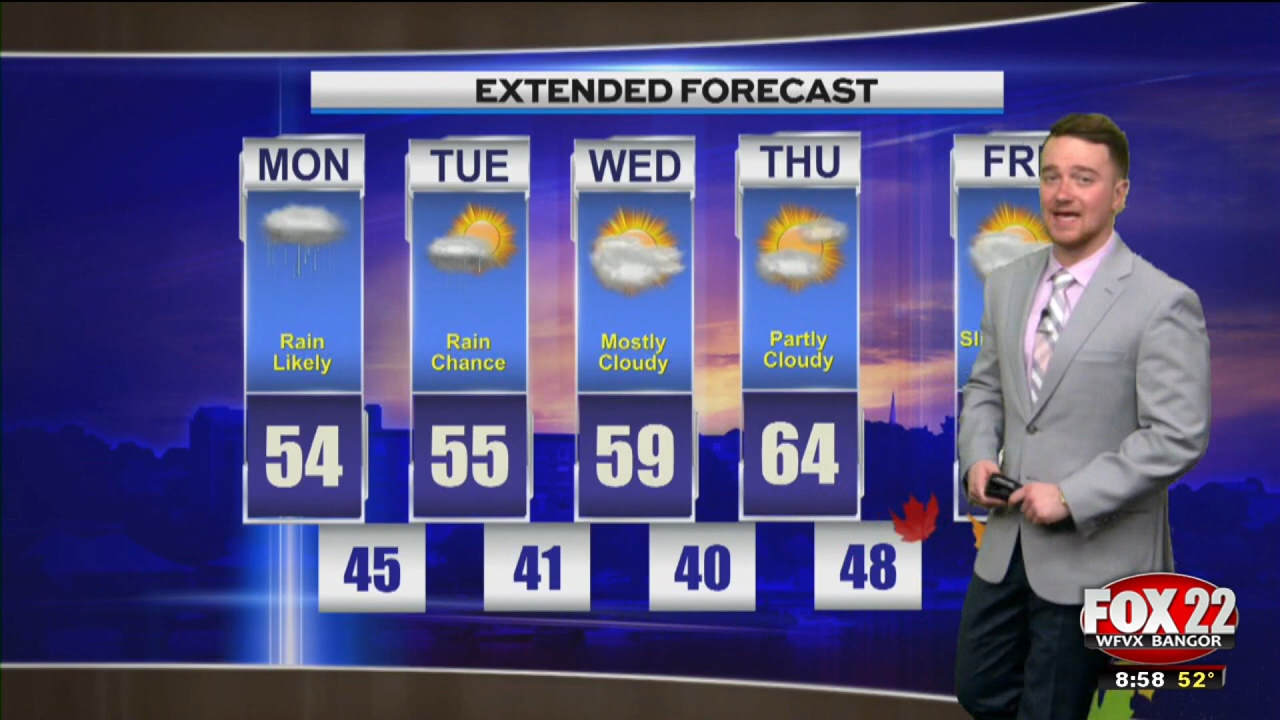 EXTENDED FORECAST
MON
TUE
WED
THU
FRI
Rain
Likely
Rain
Chance
Mostly
Cloudy
Partly
Cloudy
54
55
59
64
45
41
40
48
FOX 22
WFVX BANGOR
8:58 52°